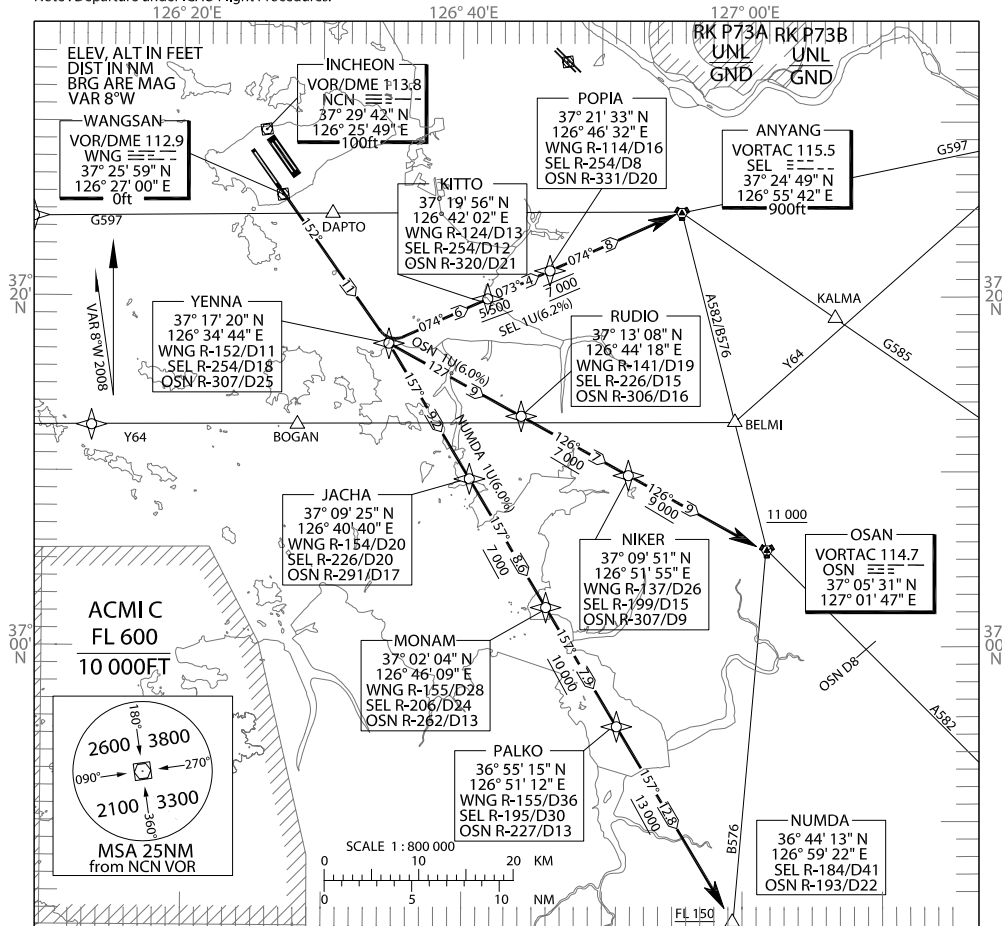 Note : Departure under RCAS Flight Procedures.
126° 20'
126° 40'
127° 00'
ELEV, ALT IN FEET
DIST IN NM
BRG ARE MAG
VAR 8°W
INCHEON
VOR/DME 113.8
NCN
37° 29' 42" N
126° 25' 49" E
100ft
RK P73A
UNL
GND
RK P73B
UNL
GND
WANGSAN
VOR/DME 112.9
WNG
37° 25' 59" N
126° 27' 00" E
0ft
POPIA
37° 21' 33" N
126° 46' 32" E
WNG R-114/D16
SEL R-254/D8
OSN R-331/D20
ANYANG
VORTAC 115.5
SEL
37° 24' 49" N
126° 55' 42" E
900ft
G597
KITTO
37° 19' 56" N
126° 42' 02" E
WNG R-124/D13
SEL R-254/D12
OSN R-320/D21
G597
DAPTO
152°
11
074°
8
073°
4
7 000
074°
6
5 500
SEL 1U(6.2%)
37°
20'
N
37°
20'
N
VAR 8°W 2008
YENNA
37° 17' 20" N
126° 34' 44" E
WNG R-152/D11
SEL R-254/D18
OSN R-307/D25
RUDIO
37° 13' 08" N
126° 44' 18" E
WNG R-141/D19
SEL R-226/D15
OSN R-306/D16
KALMA
A582/B576
Y64
G585
OSN 1U(6.0%)
127°
9
157°
9.2
NUMDA 1U(6.0%)
Y64
BOGAN
BELMI
126°
7
7 000
126°
9
9 000
11 000
JACHA
37° 09' 25" N
126° 40' 40" E
WNG R-154/D20
SEL R-226/D20
OSN R-291/D17
157°
8.6
7 000
NIKER
37° 09' 51" N
126° 51' 55" E
WNG R-137/D26
SEL R-199/D15
OSN R-307/D9
OSAN
VORTAC 114.7
OSN
37° 05' 31" N
127° 01' 47" E
ACMI C
FL 600
10 000FT
MONAM
37° 02' 04" N
126° 46' 09" E
WNG R-155/D28
SEL R-206/D24
OSN R-262/D13
157°
7.9
10 000
37°
00'
N
37°
00'
N
OSN D8
A582
180°
2600
3800
090°
270°
2100
3300
360°
MSA 25NM
from NCN VOR
PALKO
36° 55' 15" N
126° 51' 12" E
WNG R-155/D36
SEL R-195/D30
OSN R-227/D13
157°
12.8
13 000
B576
NUMDA
36° 44' 13" N
126° 59' 22" E
SEL R-184/D41
OSN R-193/D22
SCALE 1 : 800 000
0 10 20 KM
0 5 10 NM
FL 150